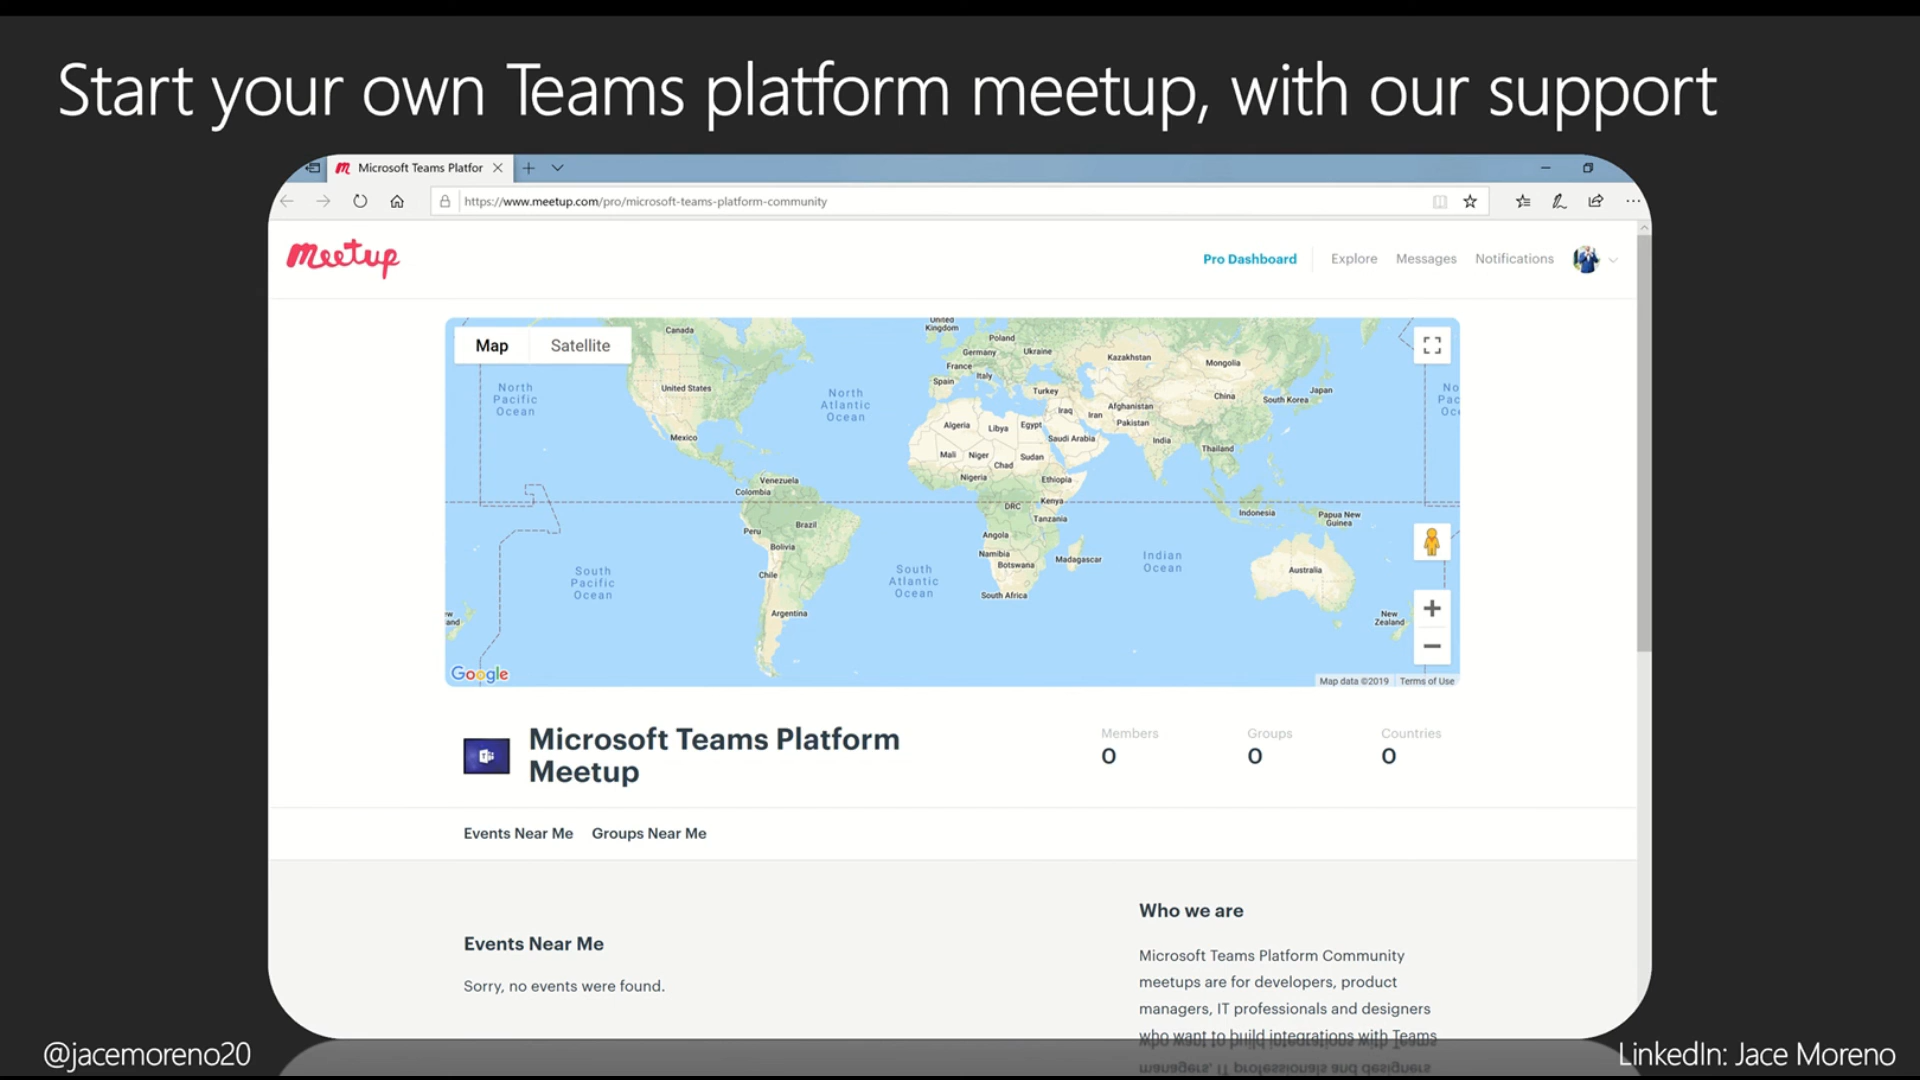 Start your own Teams platform meetup, with our support
Microsoft Teams Platfor
https://www.meetup.com/pro/microsoft-teams-platform-community
meetup
Pro Dashboard
Explore
Messages
Notifications
Map
Satellite
Canada
United
Kingdom
Poland
Germany
Ukraine
France
Italy
Spain
Turkey
Kazakhstan
Mongolia
Japan
China
South Korea
North
Pacific
Ocean
United States
North
Atlantic
Ocean
No
Pac
Oc
Afghanistan
Iraq
Iran
Pakistan
Algeria
Libya
Egypt
Saudi Arabia
India
Thailand
Mexico
Mali
Niger
Sudan
Chad
Nigeria
Ethiopia
Venezuela
Colombia
DRC
Kenya
Tanzania
Indonesia
Papua New
Guinea
Brazil
Peru
Bolivia
Angola
Namibia
Botswana
Madagascar
Indian
Ocean
Australia
Chile
South
Pacific
Ocean
South
Atlantic
Ocean
South Africa
Argentina
New
Zealand
ew
and
Google
Map data ©2019
Terms of Use
Microsoft Teams Platform
Meetup
Members
0
Groups
0
Countries
0
Events Near Me
Groups Near Me
Events Near Me
Sorry, no events were found.
Who we are
Microsoft Teams Platform Community
meetups are for developers, product
managers, IT professionals and designers
who want to build integrations with Teams
@jacemoreno20
LinkedIn: Jace Moreno